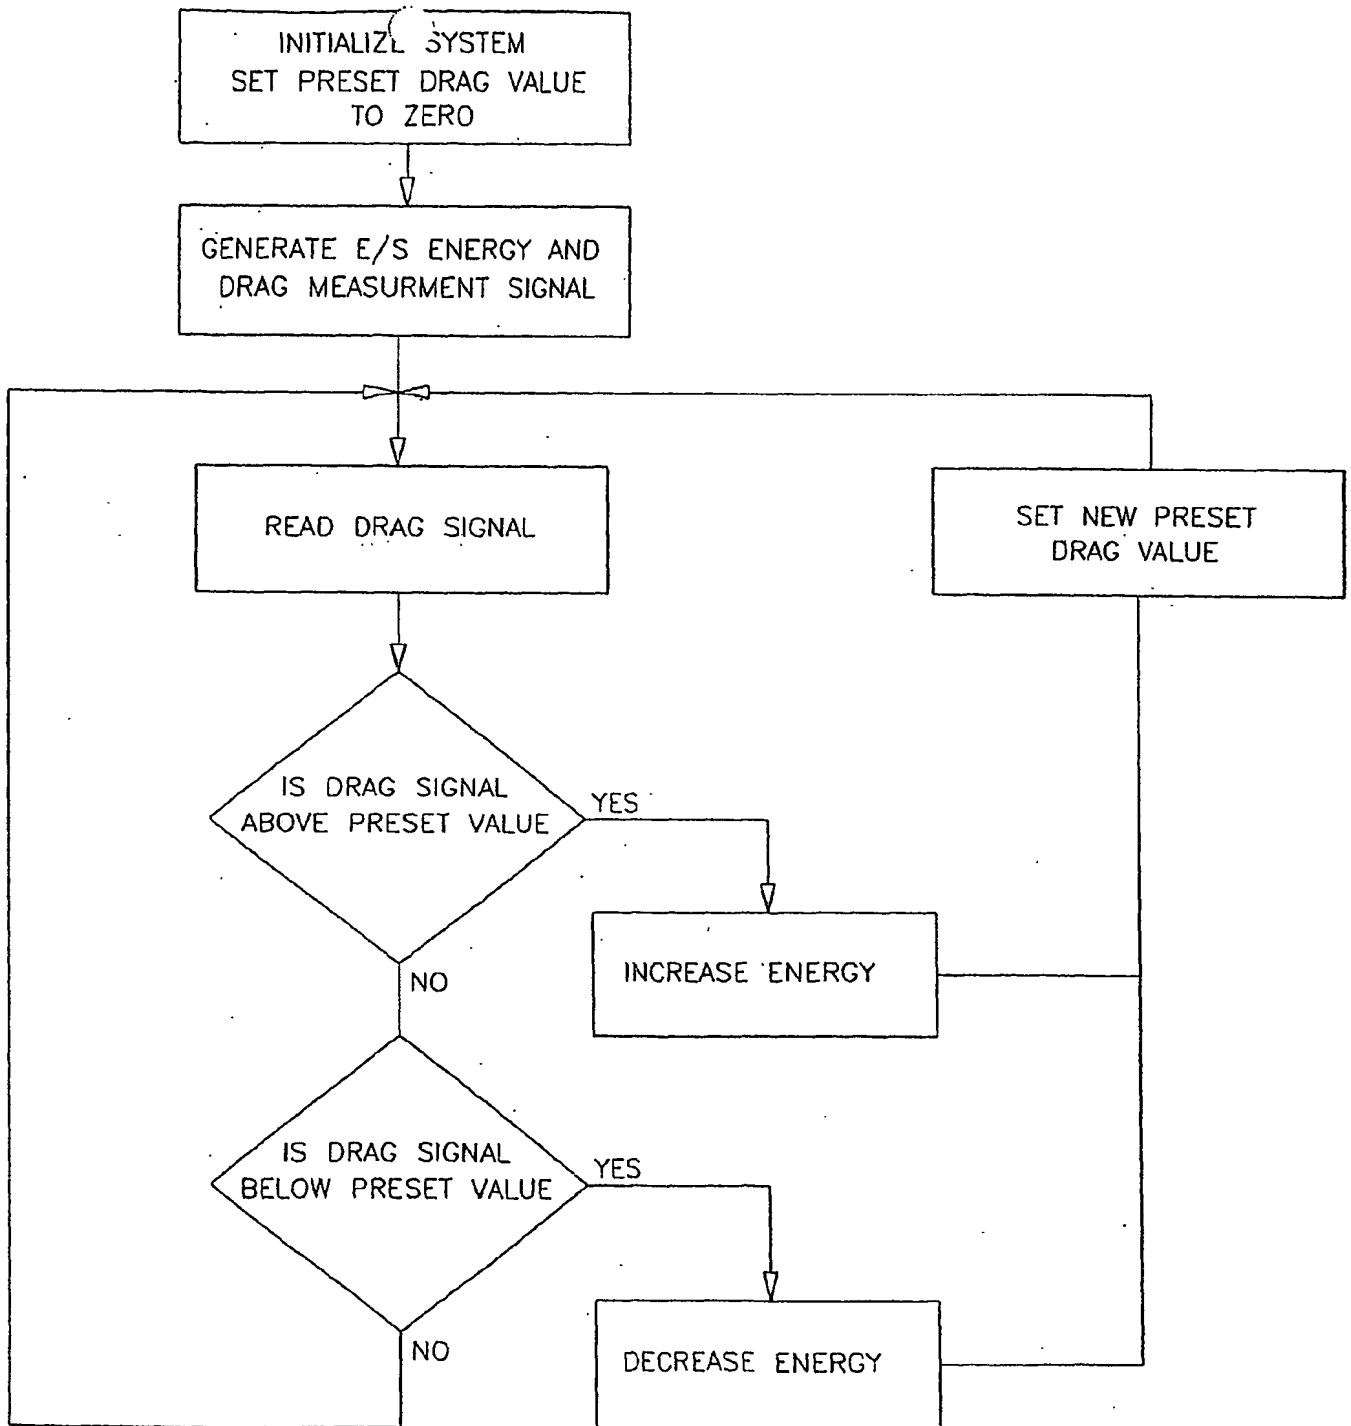 INITIALIZE SYSTEM
SET PRESET DRAG VALUE
TO ZERO
GENERATE E/S ENERGY AND
DRAG MEASURMENT SIGNAL
READ DRAG SIGNAL
SET NEW PRESET
DRAG VALUE
IS DRAG SIGNAL
ABOVE PRESET VALUE
YES
INCREASE ENERGY
NO
IS DRAG SIGNAL
BELOW PRESET VALUE
YES
DECREASE ENERGY
NO